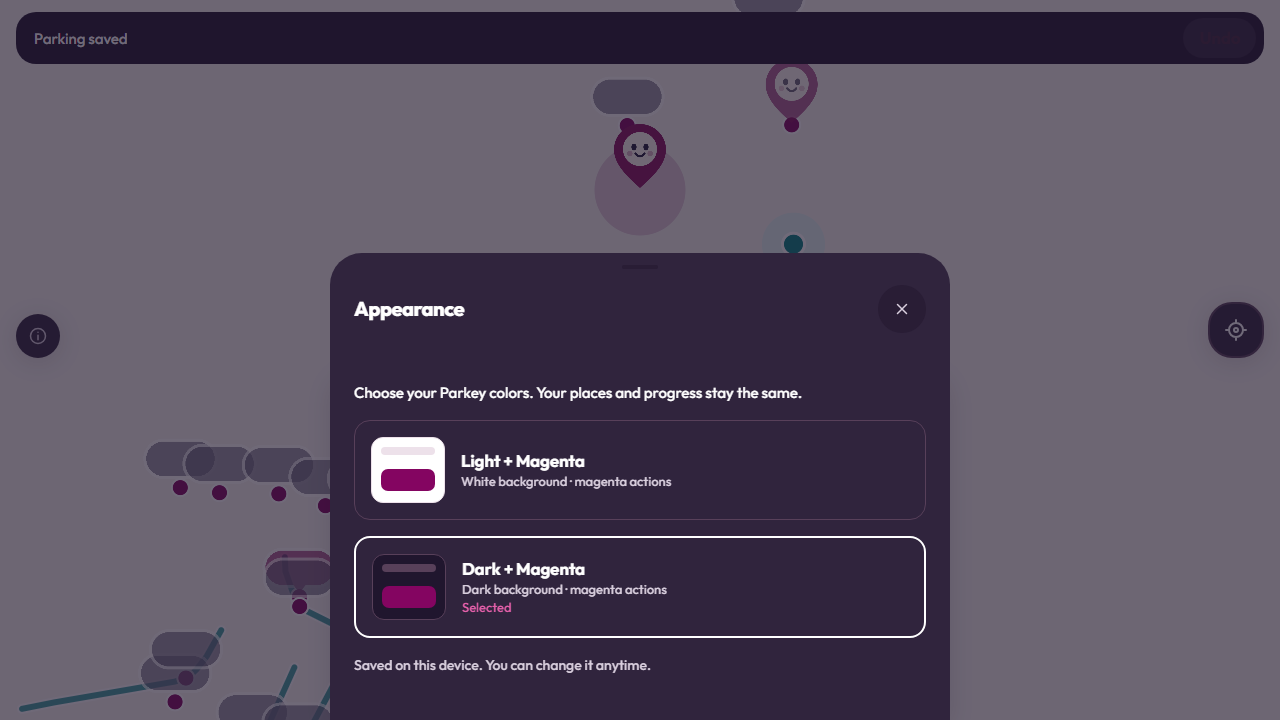 Parking saved
Appearance
Choose your Parkey colors. Your places and progress stay the same.
Light + Magenta
White background · magenta actions
Dark + Magenta
Dark background · magenta actions
Selected
Saved on this device. You can change it anytime.